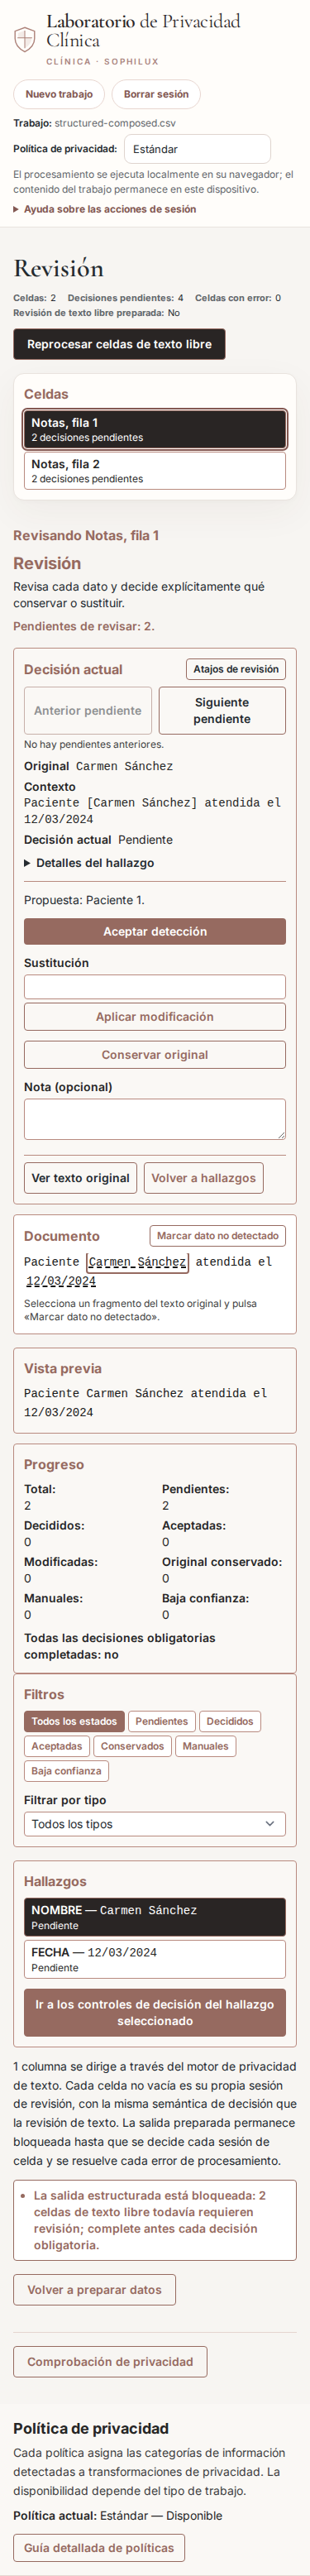 Laboratorio de Privacidad
Clínica
CLÍNICA · SOPHILUX
Nuevo trabajo
Borrar sesión
Trabajo: structured-composed.csv
Política de privacidad: Estándar
El procesamiento se ejecuta localmente en su navegador; el
contenido del trabajo permanece en este dispositivo.
Ayuda sobre las acciones de sesión
Revisión
Celdas: 2 Decisiones pendientes: 4 Celdas con error: 0
Revisión de texto libre preparada: No
Reprocesar celdas de texto libre
Celdas
Notas, fila 1
2 decisiones pendientes
Notas, fila 2
2 decisiones pendientes
Revisando Notas, fila 1
Revisión
Revisa cada dato y decide explícitamente qué
conservar o sustituir.
Pendientes de revisar: 2.
Decisión actual
Atajos de revisión
Anterior pendiente
Siguiente
pendiente
No hay pendientes anteriores.
Original Carmen Sánchez
Contexto
Paciente [Carmen Sánchez] atendida el
12/03/2024
Decisión actual Pendiente
Detalles del hallazgo
Propuesta: Paciente 1.
Aceptar detección
Sustitución
Aplicar modificación
Conservar original
Nota (opcional)
Ver texto original
Volver a hallazgos
Documento
Marcar dato no detectado
Paciente Carmen Sánchez atendida el
12/03/2024
Selecciona un fragmento del texto original y pulsa
«Marcar dato no detectado».
Vista previa
Paciente Carmen Sánchez atendida el
12/03/2024
Progreso
Total: Pendientes:
2 2
Decididos: Aceptadas:
0 0
Modificadas: Original conservado:
0 0
Manuales: Baja confianza:
0 0
Todas las decisiones obligatorias
completadas: no
Filtros
Todos los estados Pendientes Decididos
Aceptadas Conservados Manuales
Baja confianza
Filtrar por tipo
Todos los tipos
Hallazgos
NOMBRE — Carmen Sánchez
Pendiente
FECHA — 12/03/2024
Pendiente
Ir a los controles de decisión del hallazgo
seleccionado
1 columna se dirige a través del motor de privacidad
de texto. Cada celda no vacía es su propia sesión
de revisión, con la misma semántica de decisión que
la revisión de texto. La salida preparada permanece
bloqueada hasta que se decide cada sesión de
celda y se resuelve cada error de procesamiento.
• La salida estructurada está bloqueada: 2
celdas de texto libre todavía requieren
revisión; complete antes cada decisión
obligatoria.
Volver a preparar datos
Comprobación de privacidad
Política de privacidad
Cada política asigna las categorías de información
detectadas a transformaciones de privacidad. La
disponibilidad depende del tipo de trabajo.
Política actual: Estándar — Disponible
Guía detallada de políticas